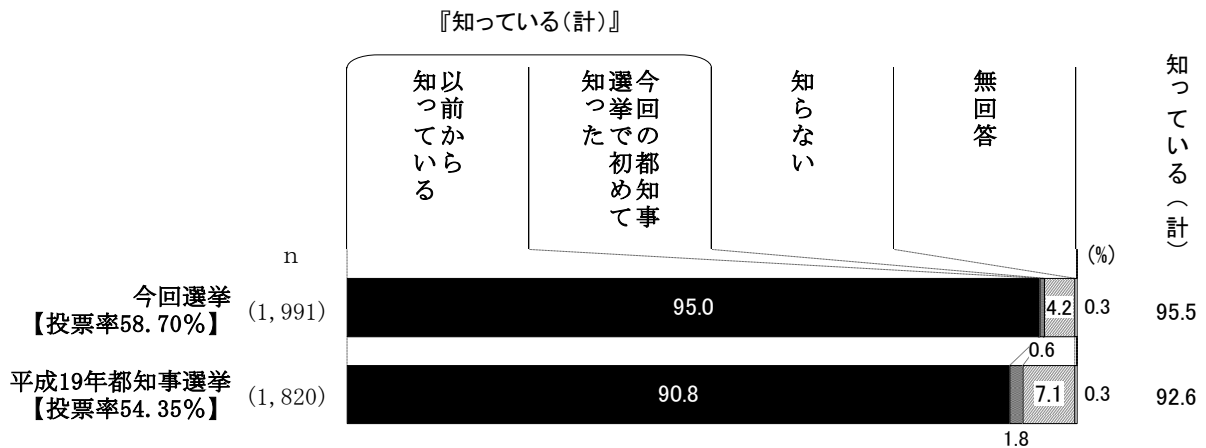 『知っている（計）』
以前から
知っている
今回の都知事
選挙で初めて
知った
知らない
無回答
知っている（計）
n
(%)
今回選挙
【投票率58.70％】
(1,991)
95.0
4.2
0.3
95.5
0.6
平成19年都知事選挙
【投票率54.35％】
(1,820)
90.8
7.1
0.3
92.6
1.8